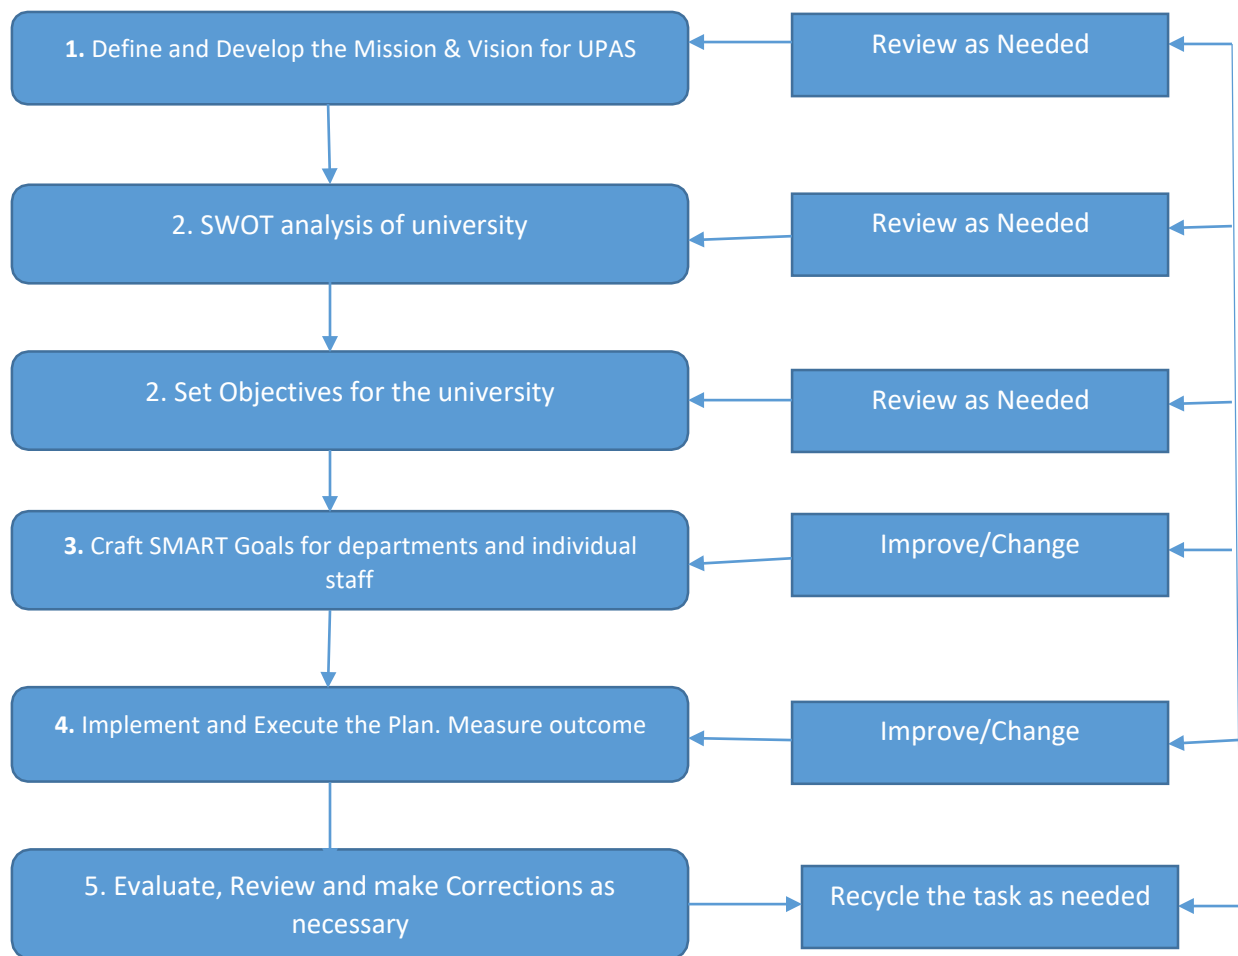 1. Define and Develop the Mission & Vision for UPAS
Review as Needed
2. SWOT analysis of university
Review as Needed
2. Set Objectives for the university
Review as Needed
3. Craft SMART Goals for departments and individual
staff
Improve/Change
4. Implement and Execute the Plan. Measure outcome
Improve/Change
5. Evaluate, Review and make Corrections as
necessary
Recycle the task as needed